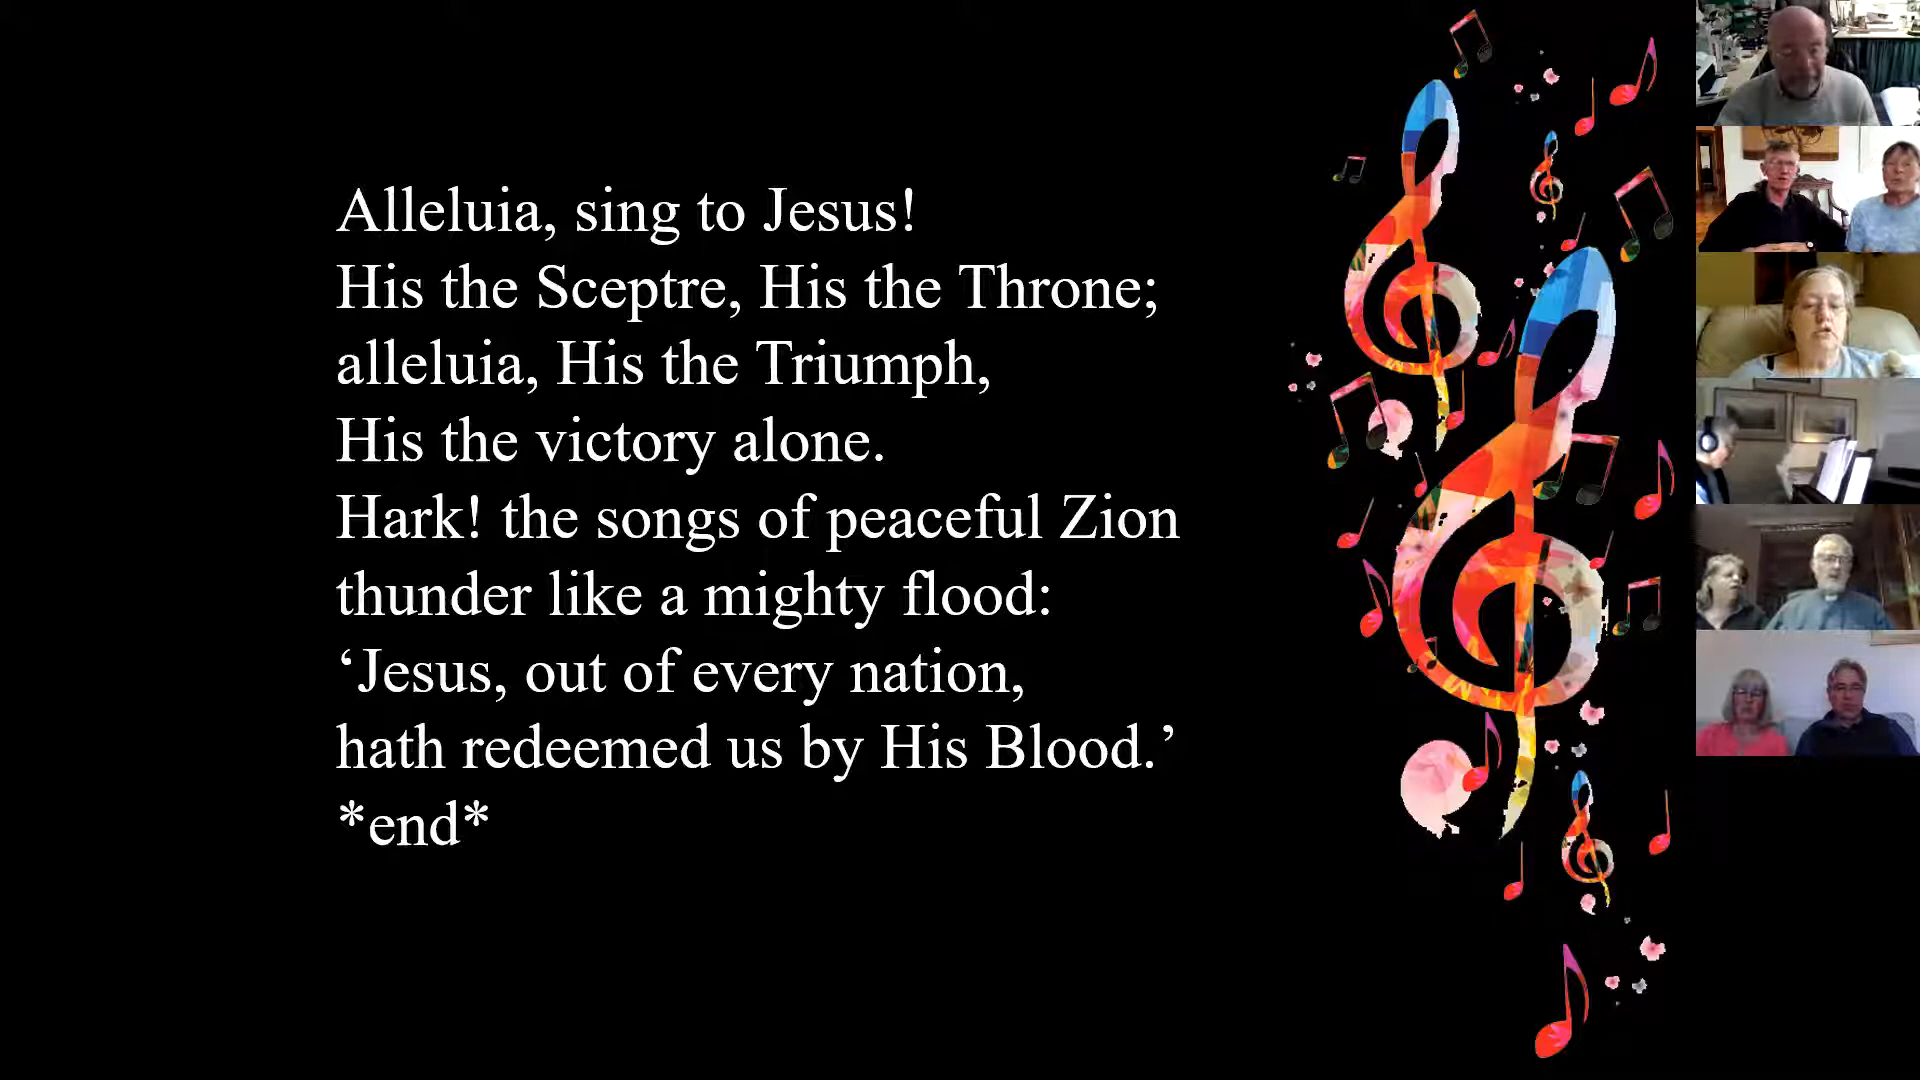 Alleluia, sing to Jesus!
His the Sceptre, His the Throne;
alleluia, His the Triumph,
His the victory alone.
Hark! the songs of peaceful Zion
thunder like a mighty flood:
‘Jesus, out of every nation,
hath redeemed us by His Blood.’
*end*